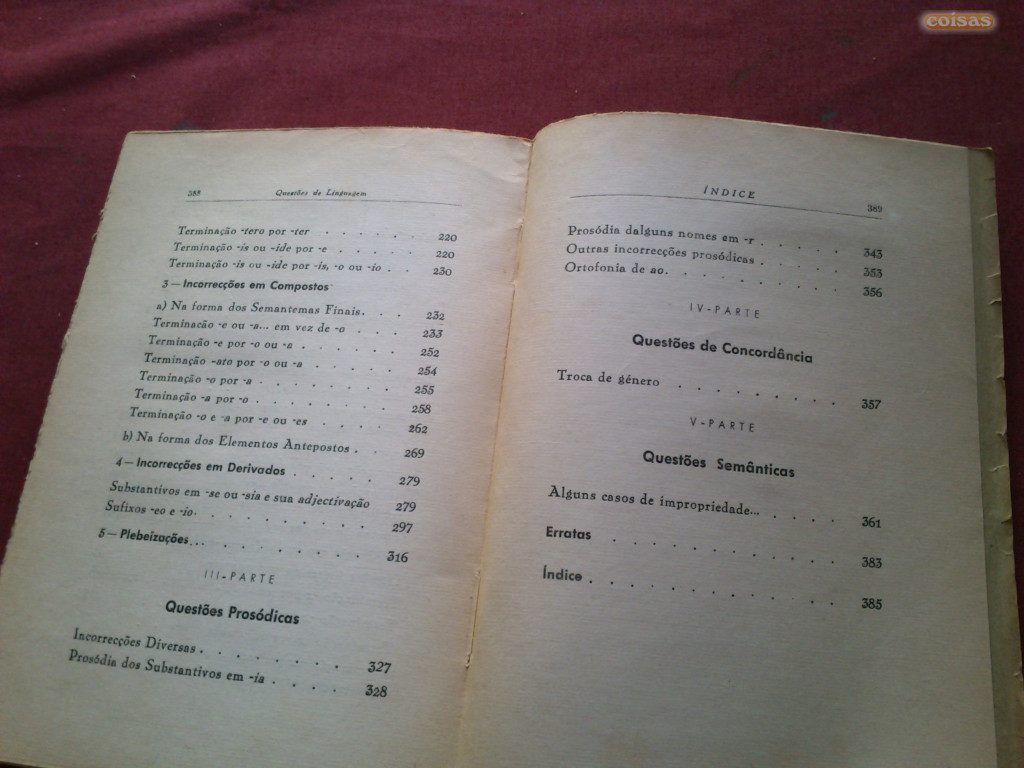 coisas
388 Questões de Linguagem
Terminação -tero por -ter . . . . . . 220
Terminação -is ou -ide por -e . . . . . 220
Terminação -is ou -ide por -is, -o ou -io . . 230
3 — Incorrecções em Compostos
a) Na forma dos Semantemas Finais. . . . 232
Terminacão -e ou -a... em vez de -o . . . . 233
Terminação -e por -o ou -a . . . . . . 252
Terminação -ato por -o ou -a . . . . . 254
Terminação -o por -a . . . . . . . 255
Terminação -a por -o . . . . . . . 258
Terminação -o e -a por -e ou -es . . . . 262
b) Na forma dos Elementos Antepostos . . . 269
4 — Incorrecções em Derivados . . . . . 279
Substantivos em -se ou -sia e sua adjectivação 279
Sufixos -eo e -io. . . . . . . . . 297
5 — Plebeizações... . . . . . . . . 316
III-PARTE
Questões Prosódicas
Incorrecções Diversas . . . . . . . 327
Prosódia dos Substantivos em -ia . . . . 328
ÍNDICE 389
Prosódia dalguns nomes em -r . . . . . 343
Outras incorrecções prosódicas . . . . . 353
Ortofonia de ao. . . . . . . . . 356
IV-PARTE
Questões de Concordância
Troca de género . . . . . . . . 357
V-PARTE
Questões Semânticas
Alguns casos de impropriedade... . . . . 361
Erratas . . . . . . . . . . 383
Índice . . . . . . . . . . 385